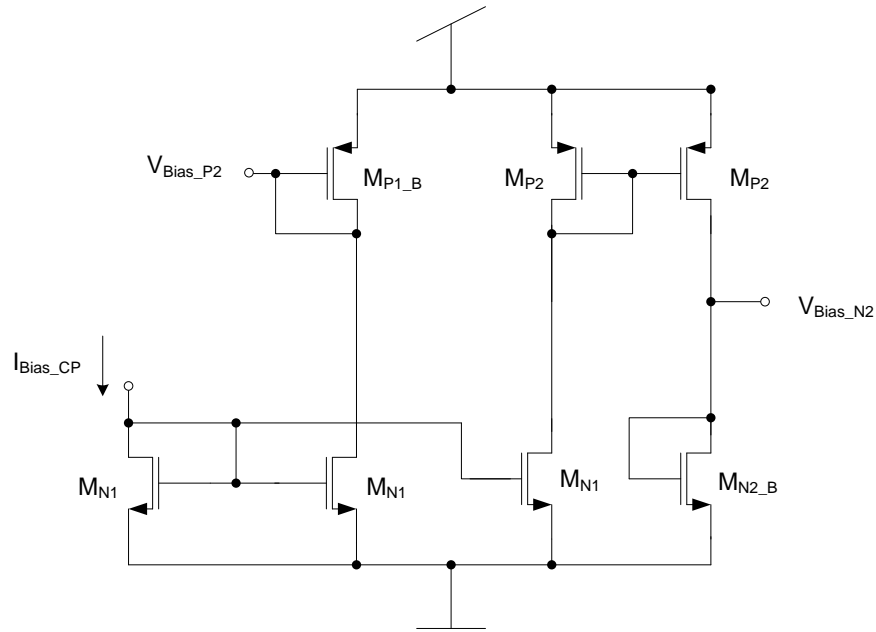 V_Bias_P2
M_P1_B
M_P2
M_P2
V_Bias_N2
I_Bias_CP
M_N1
M_N1
M_N1
M_N2_B